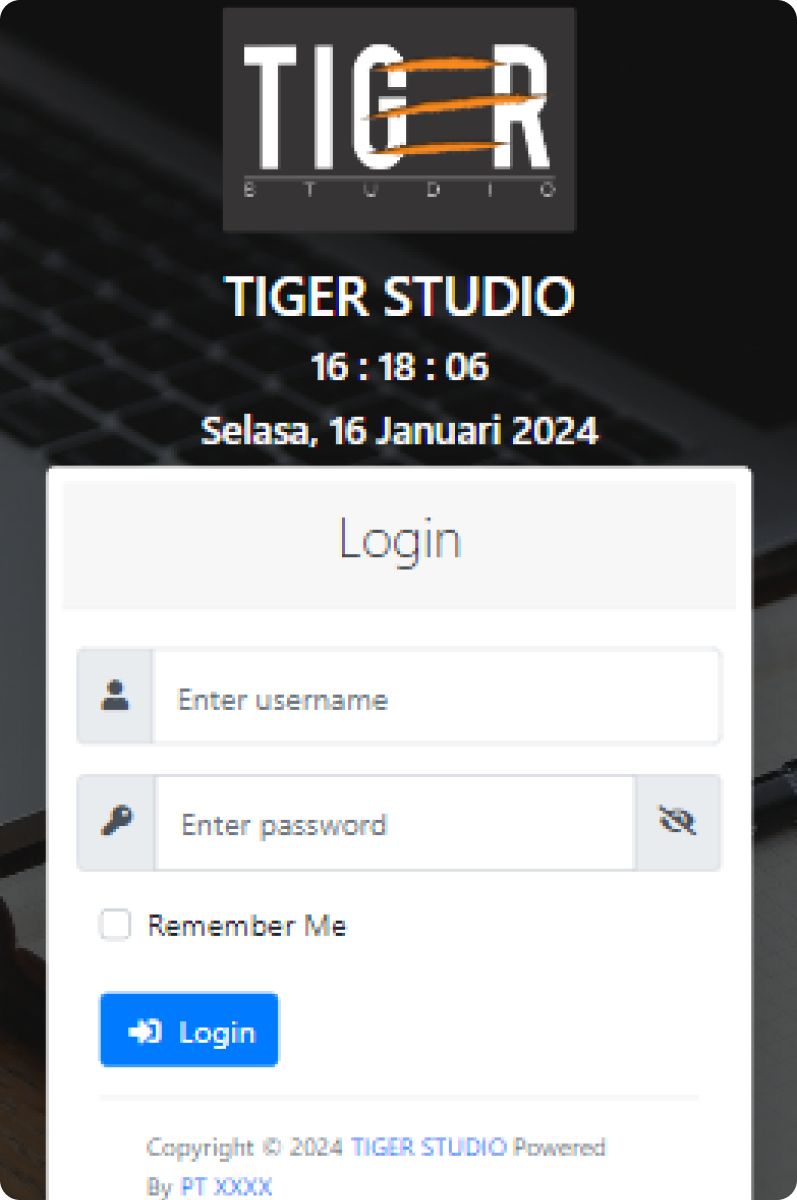 TIGER
STUDIO
TIGER STUDIO
16 : 18 : 06
Selasa, 16 Januari 2024
Login
Enter username
Enter password
Remember Me
Login
Copyright © 2024 TIGER STUDIO Powered
By PT XXXX